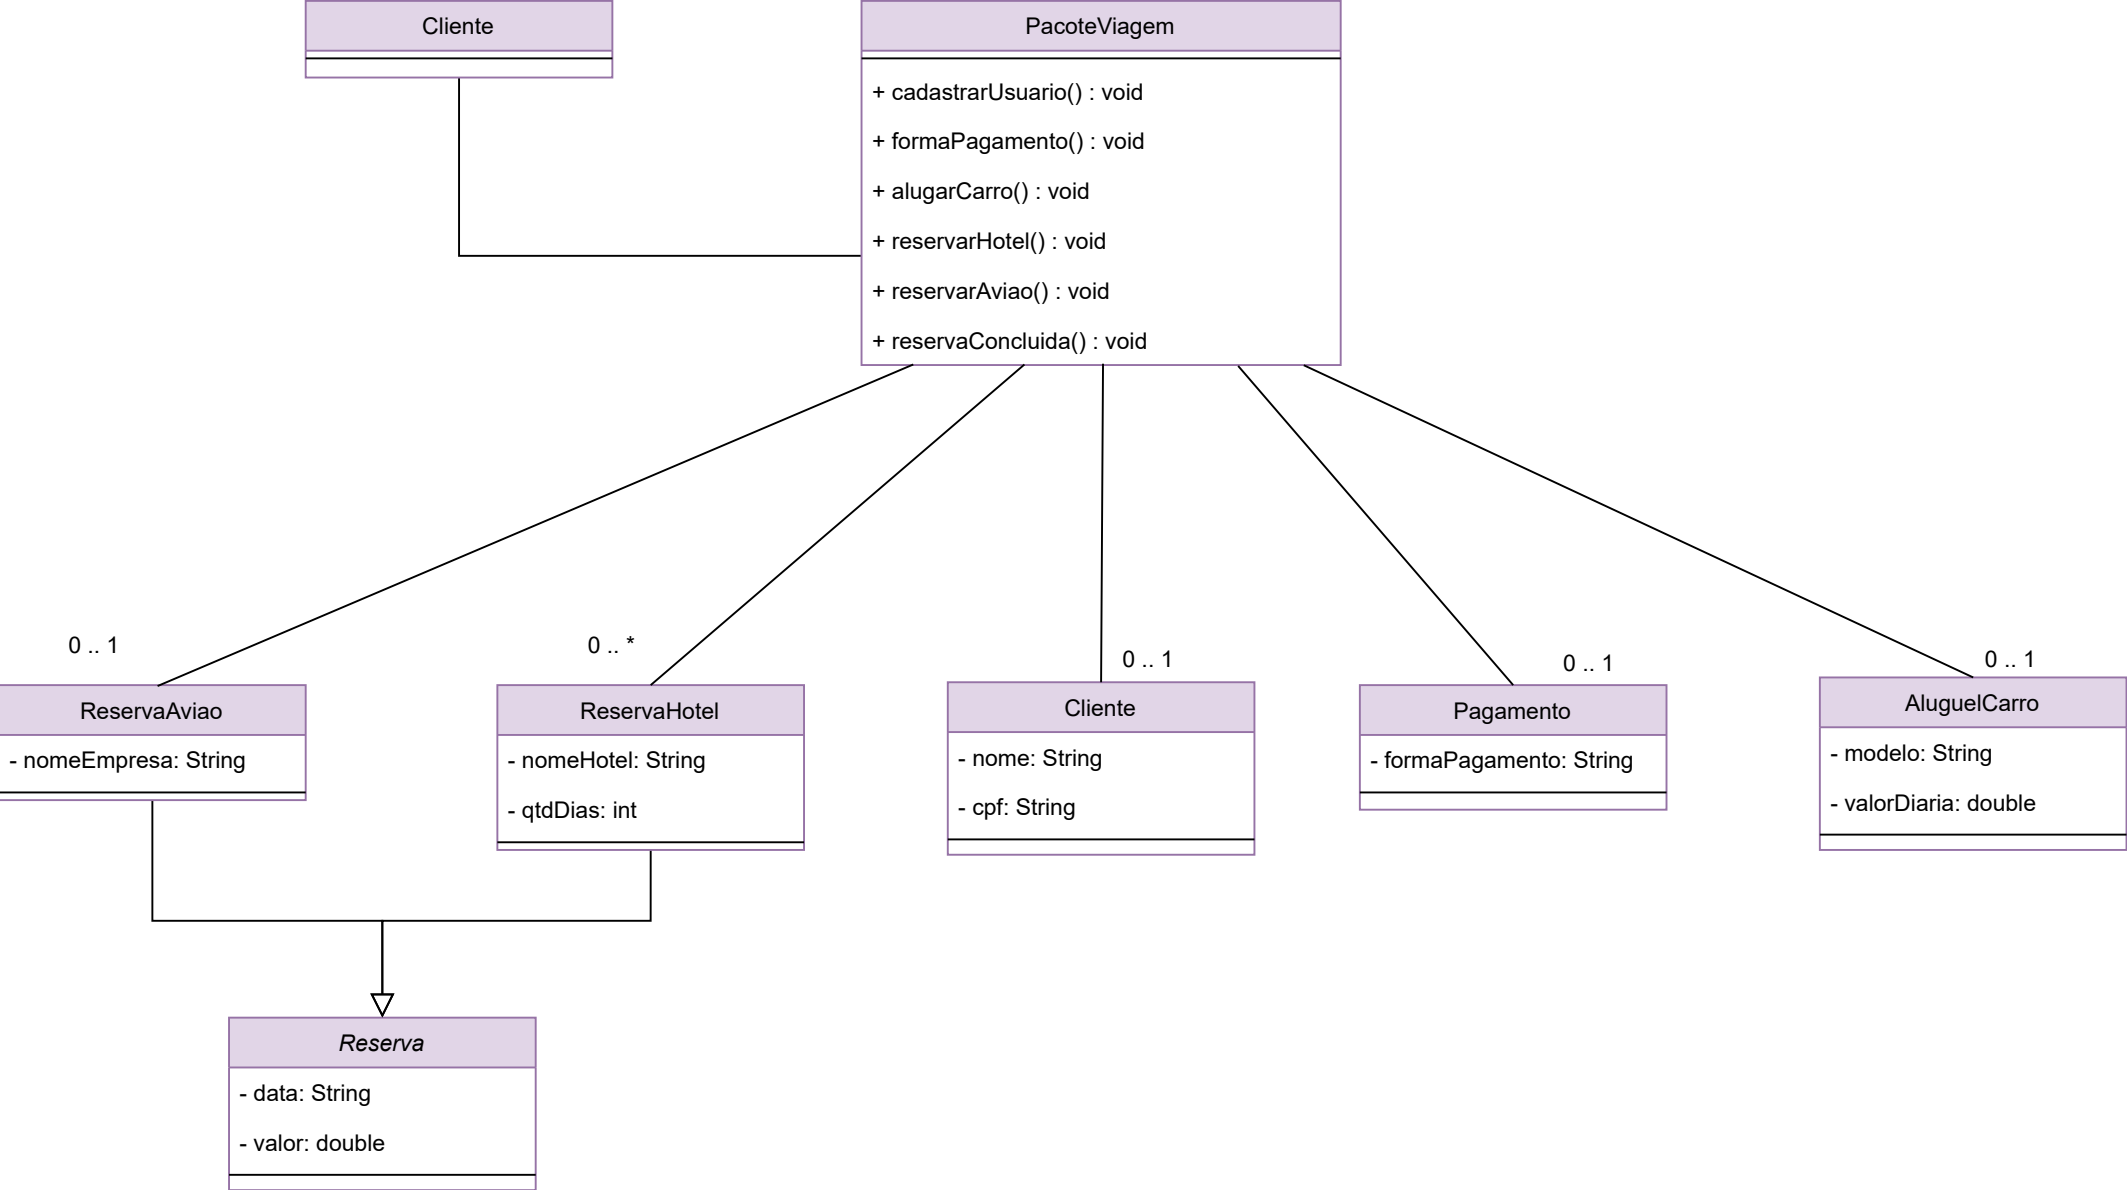 Cliente
PacoteViagem
+ cadastrarUsuario() : void
+ formaPagamento() : void
+ alugarCarro() : void
+ reservarHotel() : void
+ reservarAviao() : void
+ reservaConcluida() : void
0 .. 1
ReservaAviao
- nomeEmpresa: String
0 .. *
ReservaHotel
- nomeHotel: String
- qtdDias: int
0 .. 1
Cliente
- nome: String
- cpf: String
0 .. 1
Pagamento
- formaPagamento: String
0 .. 1
AluguelCarro
- modelo: String
- valorDiaria: double
Reserva
- data: String
- valor: double